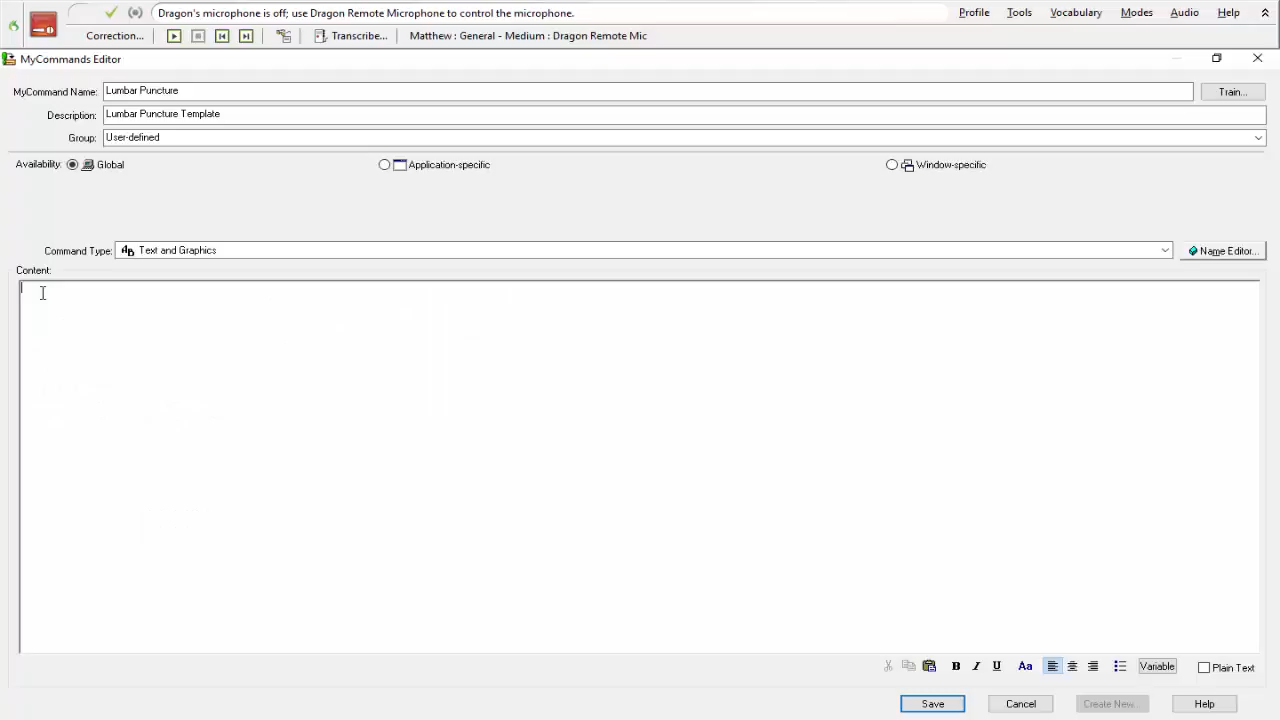 Dragon's microphone is off; use Dragon Remote Microphone to control the microphone. Profile Tools Vocabulary Modes Audio Help
Correction... Transcribe... Matthew : General - Medium : Dragon Remote Mic
MyCommands Editor
MyCommand Name: Lumbar Puncture Train...
Description: Lumbar Puncture Template
Group: User-defined
Availability: Global Application-specific Window-specific
Command Type: AB Text and Graphics Name Editor...
Content:
B I U Aa Variable Plain Text
Save Cancel Create New... Help